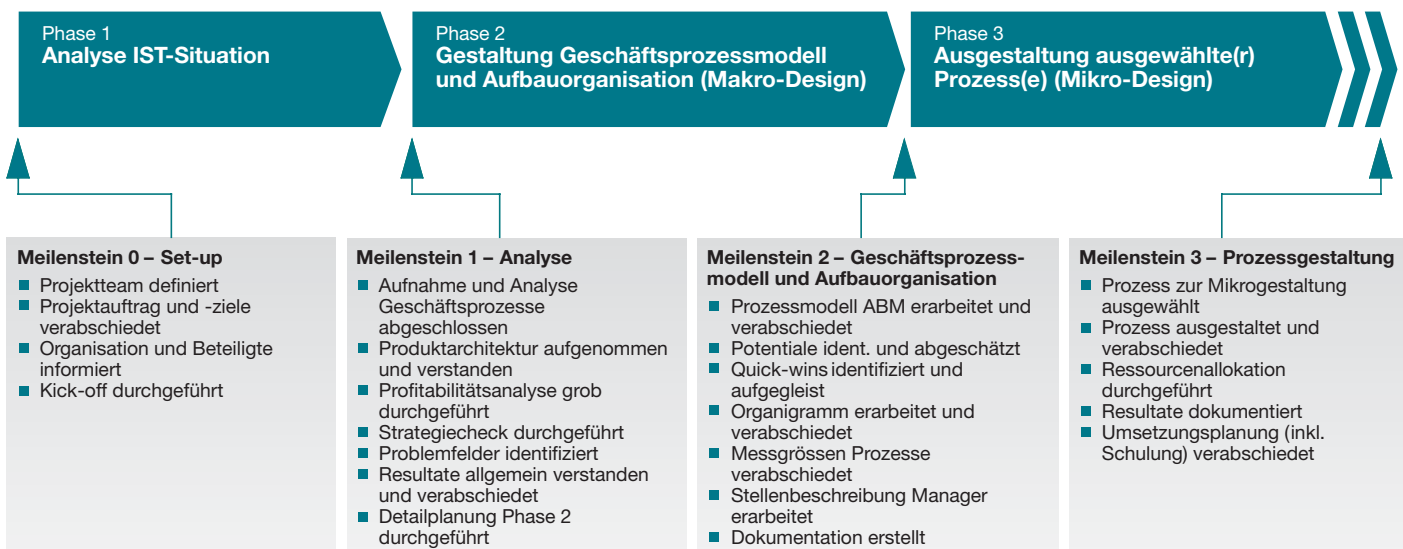 Phase 1
Analyse IST-Situation
Phase 2
Gestaltung Geschäftsprozessmodell
und Aufbauorganisation (Makro-Design)
Phase 3
Ausgestaltung ausgewählte(r)
Prozess(e) (Mikro-Design)
Meilenstein 0 – Set-up
Projektteam definiert
Projektauftrag und -ziele
verabschiedet
Organisation und Beteiligte
informiert
Kick-off durchgeführt
Meilenstein 1 – Analyse
Aufnahme und Analyse
Geschäftsprozesse
abgeschlossen
Produktarchitektur aufgenommen
und verstanden
Profitabilitätsanalyse grob
durchgeführt
Strategiecheck durchgeführt
Problemfelder identifiziert
Resultate allgemein verstanden
und verabschiedet
Detailplanung Phase 2
durchgeführt
Meilenstein 2 – Geschäftsprozess-
modell und Aufbauorganisation
Prozessmodell ABM erarbeitet und
verabschiedet
Potentiale ident. und abgeschätzt
Quick-wins identifiziert und
aufgegleist
Organigramm erarbeitet und
verabschiedet
Messgrössen Prozesse
verabschiedet
Stellenbeschreibung Manager
erarbeitet
Dokumentation erstellt
Meilenstein 3 – Prozessgestaltung
Prozess zur Mikrogestaltung
ausgewählt
Prozess ausgestaltet und
verabschiedet
Ressourcenallokation
durchgeführt
Resultate dokumentiert
Umsetzungsplanung (inkl.
Schulung) verabschiedet